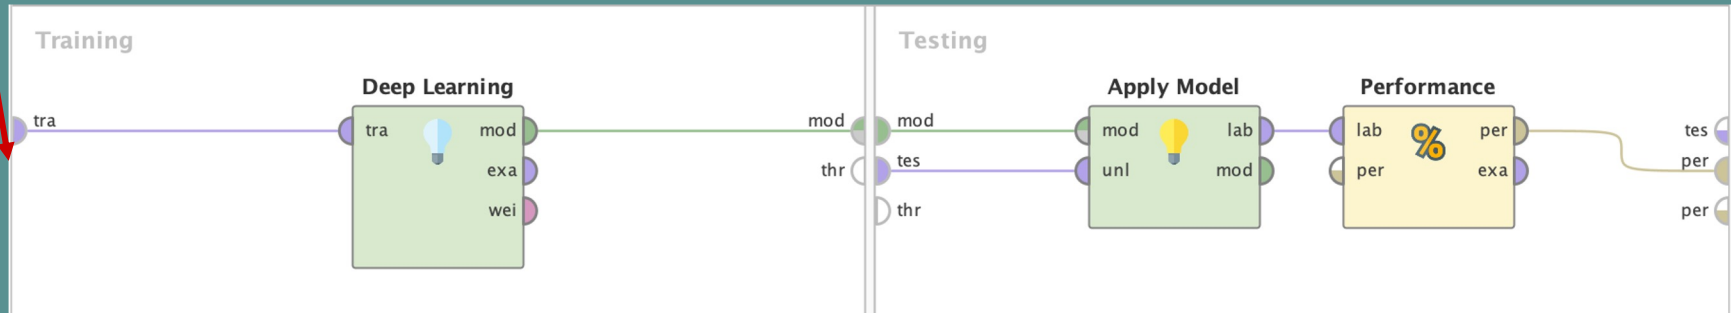 Training
Testing
Deep Learning
Apply Model
Performance
tra
tra
mod
exa
wei
mod
thr
mod
tes
thr
mod
unl
lab
mod
lab
per
per
exa
tes
per
per
%